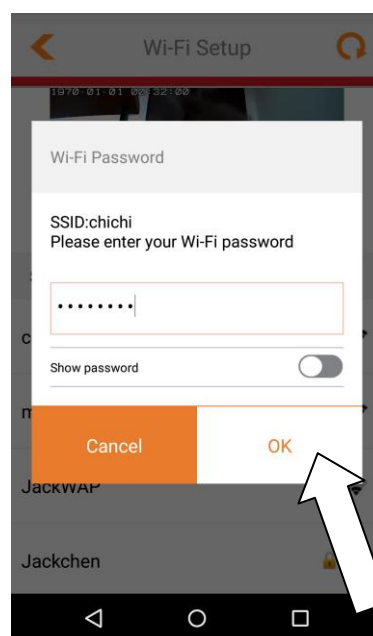 Wi-Fi Setup
1970-01-01 00:32:00
Wi-Fi Password
SSID:chichi
Please enter your Wi-Fi password
••••••••
Show password
Cancel
OK
JackWAP
Jackchen